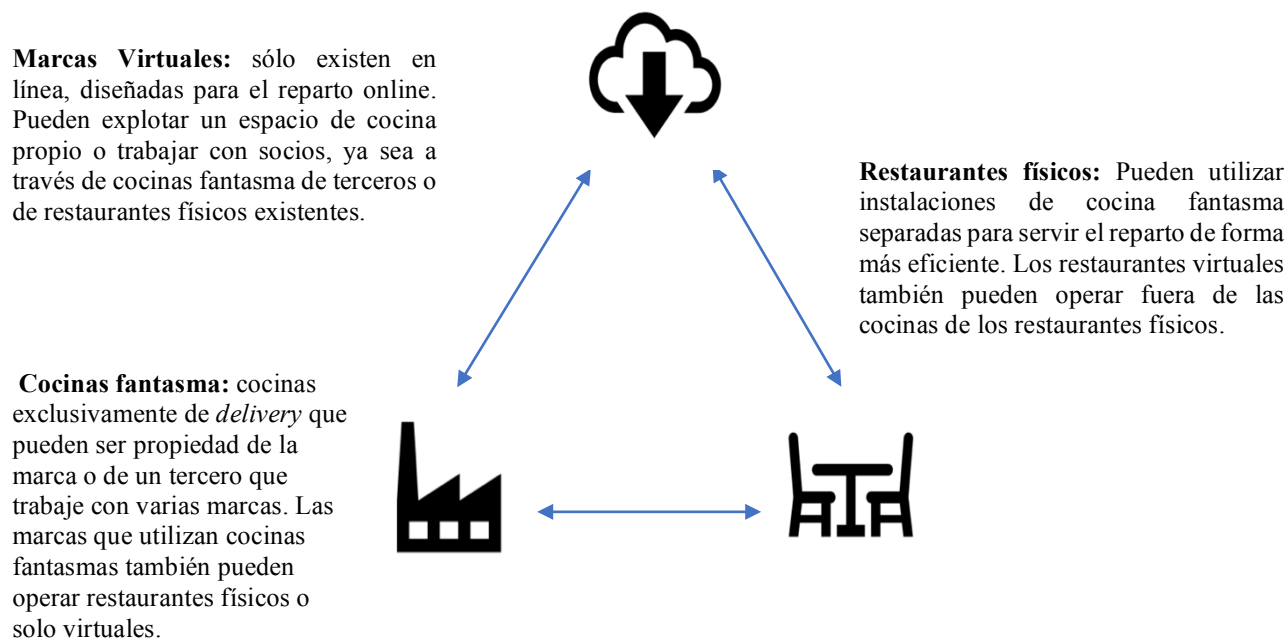 Marcas Virtuales: sólo existen en
línea, diseñadas para el reparto online.
Pueden explotar un espacio de cocina
propio o trabajar con socios, ya sea a
través de cocinas fantasma de terceros o
de restaurantes físicos existentes.
Restaurantes físicos: Pueden utilizar
instalaciones de cocina fantasma
separadas para servir el reparto de forma
más eficiente. Los restaurantes virtuales
también pueden operar fuera de las
cocinas de los restaurantes físicos.
Cocinas fantasma: cocinas
exclusivamente de delivery que
pueden ser propiedad de la
marca o de un tercero que
trabaje con varias marcas. Las
marcas que utilizan cocinas
fantasmas también pueden
operar restaurantes físicos o
solo virtuales.